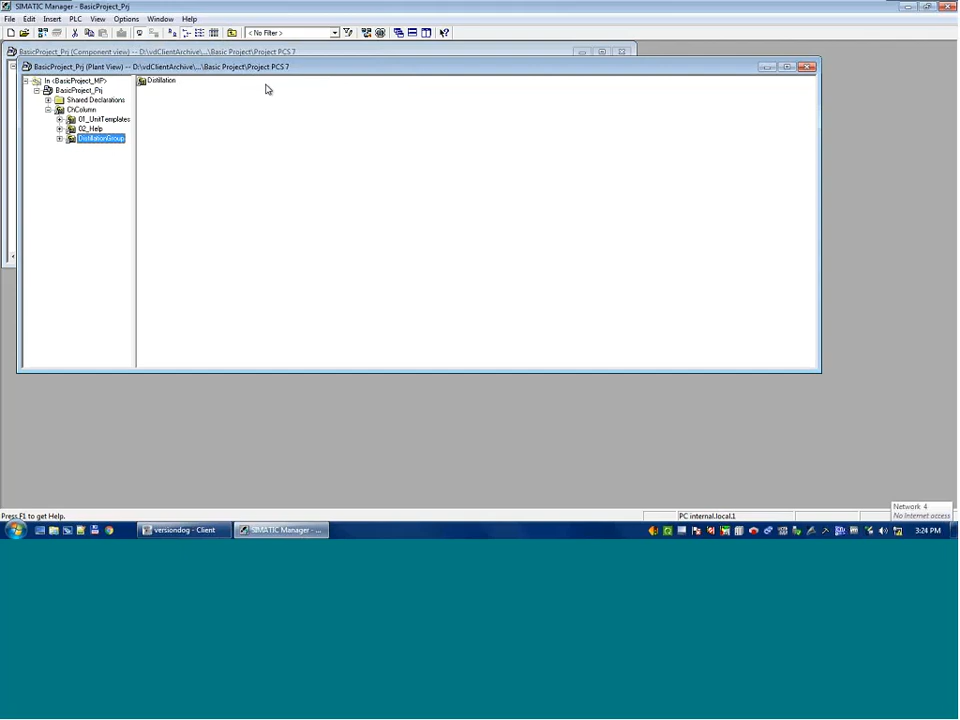 SIMATIC Manager - BasicProject_Prj
File Edit Insert PLC View Options Window Help
< No Filter >
BasicProject_Prj (Component view) -- D:\vdClientArchive\...\Basic Project\Project PCS 7
BasicProject_Prj (Plant View) -- D:\vdClientArchive\...\Basic Project\Project PCS 7
In <BasicProject_MP>
BasicProject_Prj
Shared Declarations
ChColumn
01_UnitTemplates
02_Help
DistillationGroup
Distillation
Press F1 to get Help.
PC internal.local.1
Network 4
No Internet access
versiondog - Client
SIMATIC Manager - ...
3:24 PM